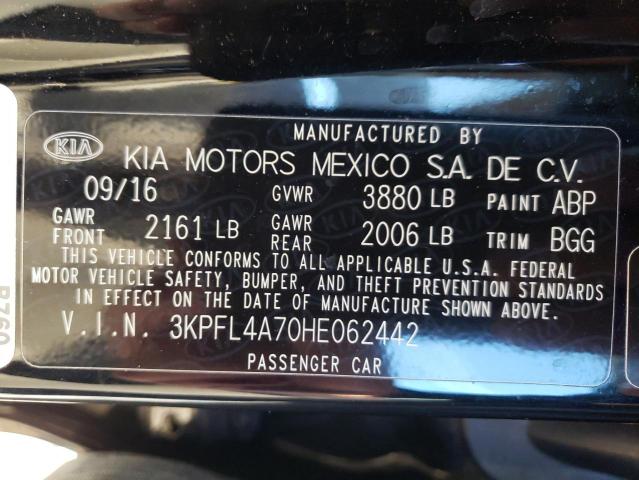 MANUFACTURED BY
KIA KIA MOTORS MEXICO S.A. DE C.V.
09/16 GVWR 3880 LB PAINT ABP
GAWR FRONT 2161 LB GAWR REAR 2006 LB TRIM BGG
THIS VEHICLE CONFORMS TO ALL APPLICABLE U.S.A. FEDERAL
MOTOR VEHICLE SAFETY, BUMPER, AND THEFT PREVENTION STANDARDS
IN EFFECT ON THE DATE OF MANUFACTURE SHOWN ABOVE.
V.I.N. 3KPFL4A70HE062442
PASSENGER CAR